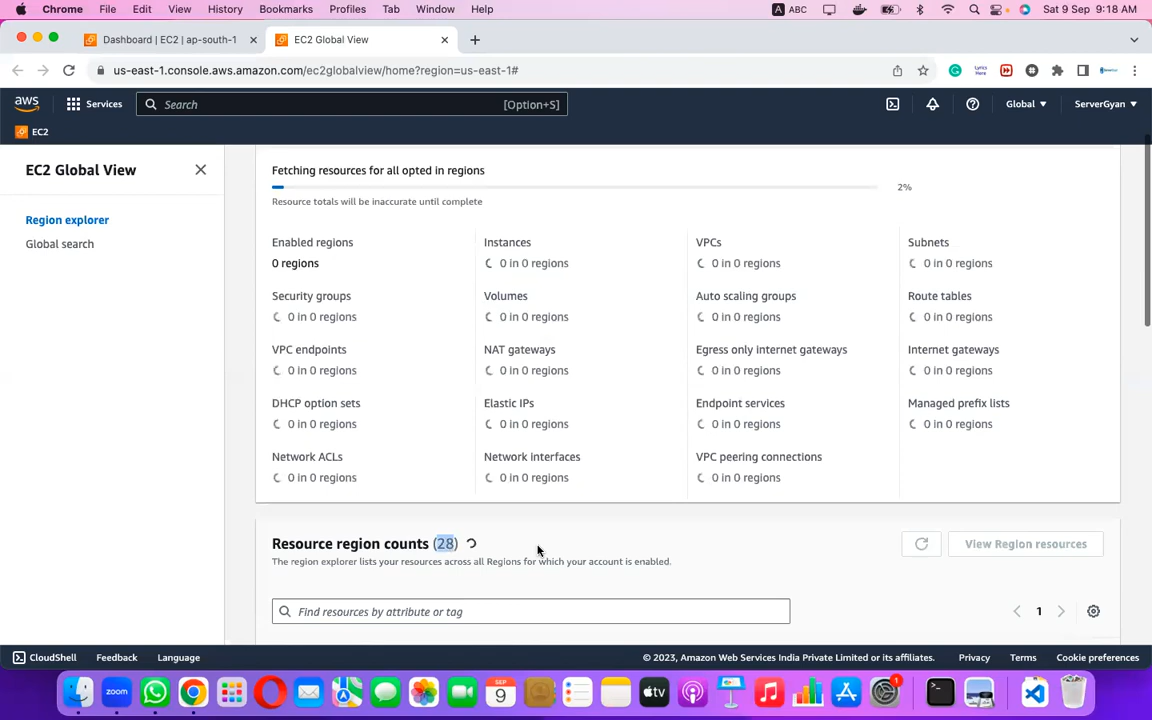 Chrome File Edit View History Bookmarks Profiles Tab Window Help A ABC Sat 9 Sep 9:18 AM
Dashboard | EC2 | ap-south-1 EC2 Global View
us-east-1.console.aws.amazon.com/ec2globalview/home?region=us-east-1#
aws Services Search [Option+S] Global ServerGyan
EC2
EC2 Global View
Region explorer
Global search
Fetching resources for all opted in regions
2%
Resource totals will be inaccurate until complete
Enabled regions Instances VPCs Subnets
0 regions 0 in 0 regions 0 in 0 regions 0 in 0 regions
Security groups Volumes Auto scaling groups Route tables
0 in 0 regions 0 in 0 regions 0 in 0 regions 0 in 0 regions
VPC endpoints NAT gateways Egress only internet gateways Internet gateways
0 in 0 regions 0 in 0 regions 0 in 0 regions 0 in 0 regions
DHCP option sets Elastic IPs Endpoint services Managed prefix lists
0 in 0 regions 0 in 0 regions 0 in 0 regions 0 in 0 regions
Network ACLs Network interfaces VPC peering connections
0 in 0 regions 0 in 0 regions 0 in 0 regions
Resource region counts (28) View Region resources
The region explorer lists your resources across all Regions for which your account is enabled.
Find resources by attribute or tag 1
CloudShell Feedback Language © 2023, Amazon Web Services India Private Limited or its affiliates. Privacy Terms Cookie preferences
zoom SEP 9 tv 1